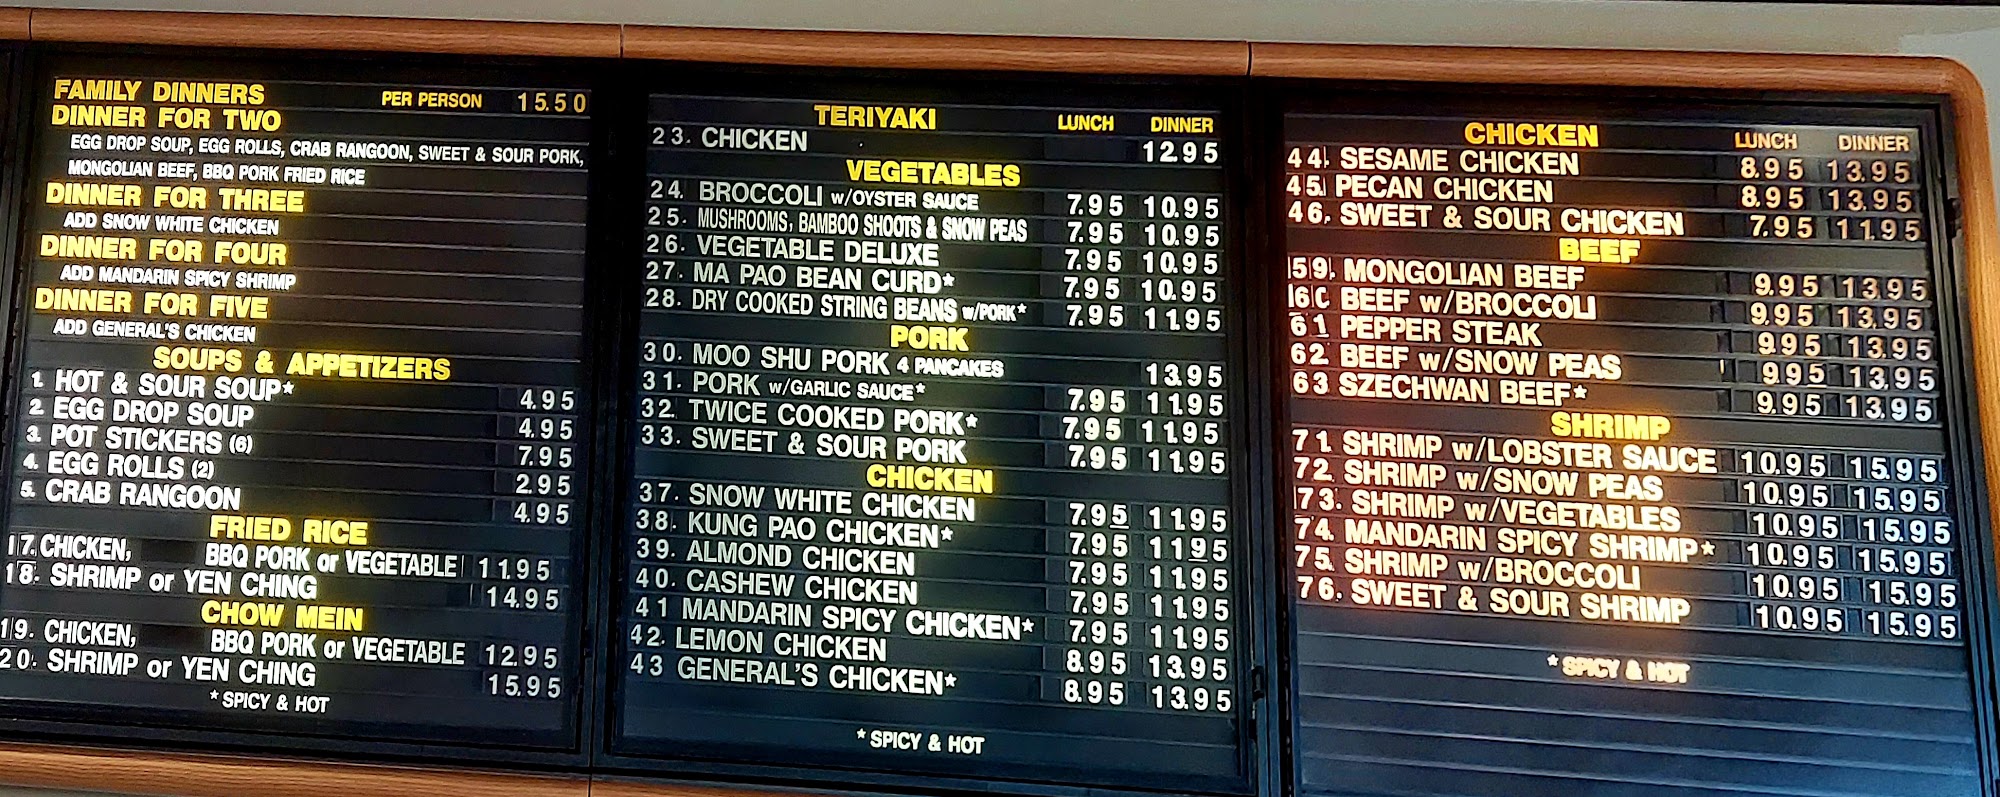 FAMILY DINNERS PER PERSON 15.50
DINNER FOR TWO
EGG DROP SOUP, EGG ROLLS, CRAB RANGOON, SWEET & SOUR PORK,
MONGOLIAN BEEF, BBQ PORK FRIED RICE
DINNER FOR THREE
ADD SNOW WHITE CHICKEN
DINNER FOR FOUR
ADD MANDARIN SPICY SHRIMP
DINNER FOR FIVE
ADD GENERAL'S CHICKEN
SOUPS & APPETIZERS
1. HOT & SOUR SOUP* 4.95
2. EGG DROP SOUP 4.95
3. POT STICKERS (6) 7.95
4. EGG ROLLS (2) 2.95
5. CRAB RANGOON 4.95
FRIED RICE
17. CHICKEN, BBQ PORK or VEGETABLE 11.95
18. SHRIMP or YEN CHING 14.95
CHOW MEIN
19. CHICKEN, BBQ PORK or VEGETABLE 12.95
20. SHRIMP or YEN CHING 15.95
* SPICY & HOT
TERIYAKI LUNCH DINNER
23. CHICKEN 12.95
VEGETABLES
24. BROCCOLI w/OYSTER SAUCE 7.95 10.95
25. MUSHROOMS, BAMBOO SHOOTS & SNOW PEAS 7.95 10.95
26. VEGETABLE DELUXE 7.95 10.95
27. MA PAO BEAN CURD* 7.95 10.95
28. DRY COOKED STRING BEANS w/PORK* 7.95 11.95
PORK
30. MOO SHU PORK 4 PANCAKES 13.95
31. PORK w/GARLIC SAUCE* 7.95 11.95
32. TWICE COOKED PORK* 7.95 11.95
33. SWEET & SOUR PORK 7.95 11.95
CHICKEN
37. SNOW WHITE CHICKEN 7.95 11.95
38. KUNG PAO CHICKEN* 7.95 11.95
39. ALMOND CHICKEN 7.95 11.95
40. CASHEW CHICKEN 7.95 11.95
41 MANDARIN SPICY CHICKEN* 7.95 11.95
42. LEMON CHICKEN 8.95 13.95
43 GENERAL'S CHICKEN* 8.95 13.95
* SPICY & HOT
CHICKEN LUNCH DINNER
44. SESAME CHICKEN 8.95 13.95
45. PECAN CHICKEN 8.95 13.95
46. SWEET & SOUR CHICKEN 7.95 11.95
BEEF
59. MONGOLIAN BEEF 9.95 13.95
60 BEEF w/BROCCOLI 9.95 13.95
61 PEPPER STEAK 9.95 13.95
62. BEEF w/SNOW PEAS 9.95 13.95
63 SZECHWAN BEEF* 9.95 13.95
SHRIMP
71. SHRIMP w/LOBSTER SAUCE 10.95 15.95
72. SHRIMP w/SNOW PEAS 10.95 15.95
73. SHRIMP w/VEGETABLES 10.95 15.95
74. MANDARIN SPICY SHRIMP* 10.95 15.95
75. SHRIMP w/BROCCOLI 10.95 15.95
76. SWEET & SOUR SHRIMP 10.95 15.95
* SPICY & HOT